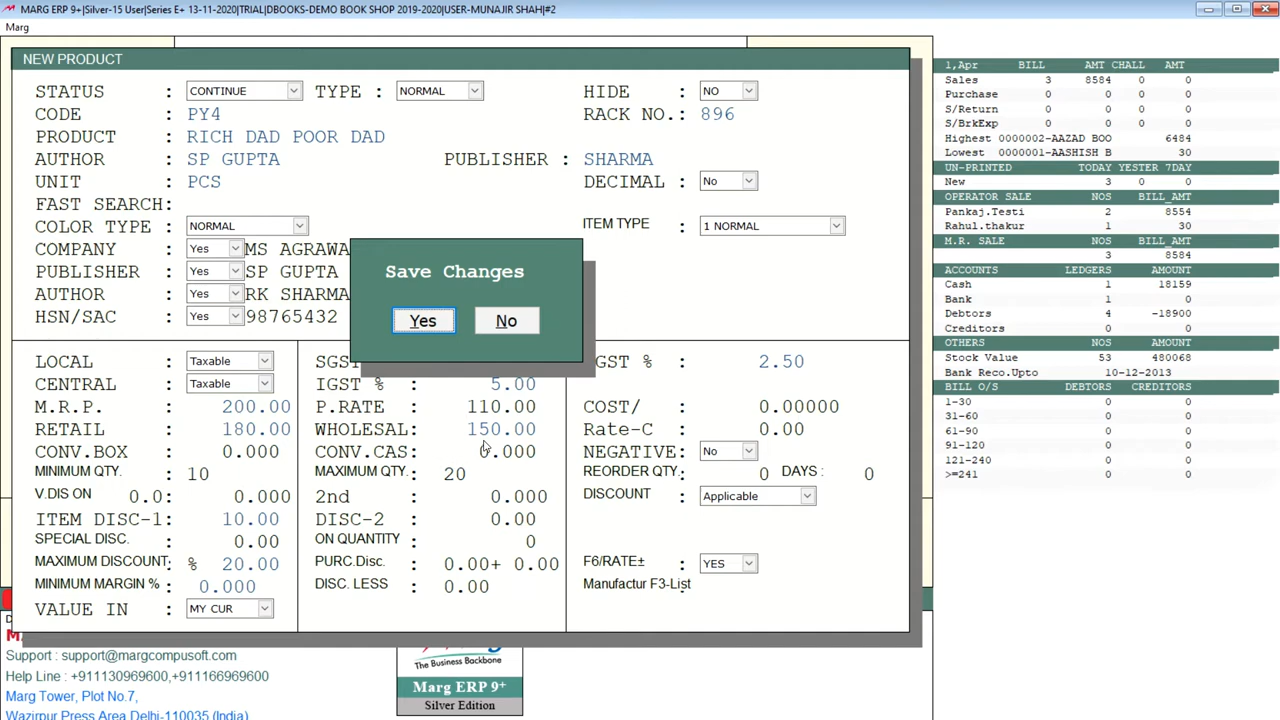 MARG ERP 9+|Silver-15 User|Series E+ 13-11-2020|TRIAL|DBOOKS-DEMO BOOK SHOP 2019-2020|USER-MUNAJIR SHAH|#2
Marg
NEW PRODUCT
STATUS : CONTINUE TYPE : NORMAL HIDE : NO
CODE : PY4 RACK NO.: 896
PRODUCT : RICH DAD POOR DAD
AUTHOR : SP GUPTA PUBLISHER : SHARMA
UNIT : PCS DECIMAL : No
FAST SEARCH:
COLOR TYPE : NORMAL ITEM TYPE : 1 NORMAL
COMPANY : Yes MS AGRAWA
PUBLISHER : Yes SP GUPTA
AUTHOR : Yes RK SHARMA
HSN/SAC : Yes 98765432
Save Changes
Yes No
LOCAL : Taxable SGS GST % : 2.50
CENTRAL : Taxable IGST % : 5.00
M.R.P. : 200.00 P.RATE : 110.00 COST/ : 0.00000
RETAIL : 180.00 WHOLESAL: 150.00 Rate-C : 0.00
CONV.BOX : 0.000 CONV.CAS: 0.000 NEGATIVE: No
MINIMUM QTY. : 10 MAXIMUM QTY. : 20 REORDER QTY. : 0 DAYS : 0
V.DIS ON 0.0: 0.000 2nd : 0.000 DISCOUNT : Applicable
ITEM DISC-1: 10.00 DISC-2 : 0.00
SPECIAL DISC. : 0.00 ON QUANTITY : 0
MAXIMUM DISCOUNT: % 20.00 PURC.Disc. : 0.00+ 0.00 F6/RATE± : YES
MINIMUM MARGIN % : 0.000 DISC. LESS : 0.00 Manufactur F3-List :
VALUE IN : MY CUR
1,Apr BILL AMT CHALL AMT
Sales 3 8584 0 0
Purchase 0 0 0 0
S/Return 0 0 0 0
S/BrkExp 0 0 0 0
Highest 0000002-AAZAD BOO 6484
Lowest 0000001-AASHISH B 30
UN-PRINTED TODAY YESTER 7DAY
New 3 0 0
OPERATOR SALE NOS BILL_AMT
Pankaj.Testi 2 8554
Rahul.thakur 1 30
M.R. SALE NOS BILL_AMT
3 8584
ACCOUNTS LEDGERS AMOUNT
Cash 1 18159
Bank 1 0
Debtors 4 -18900
Creditors 0 0
OTHERS NOS AMOUNT
Stock Value 53 480068
Bank Reco.Upto 10-12-2013
BILL O/S DEBTORS CREDITORS
1-30 0 0
31-60 0 0
61-90 0 0
91-120 0 0
121-240 0 0
>=241 0 0
Support : support@margcompusoft.com
Help Line : +911130969600,+911166969600
Marg Tower, Plot No.7,
Wazirpur Press Area Delhi-110035 (India)
The Business Backbone
Marg ERP 9+
Silver Edition